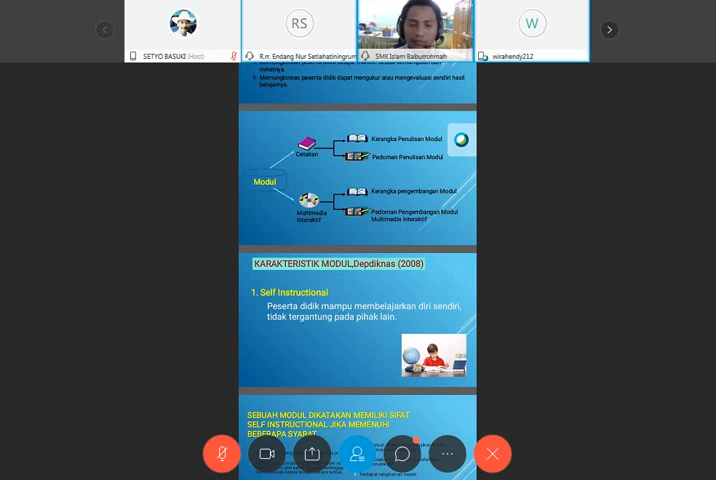 RS
W
SETYO BASUKI (Host)
R.rr. Endang Nur Setiahatiningrum
SMK Islam Baiburrohmah
wirahendy212
minatnya.
Memungkinkan peserta didik dapat mengukur atau mengevaluasi sendiri hasil
belajarnya.
Modul
Cetakan
Kerangka Penulisan Modul
Pedoman Penulisan Modul
Multimedia
Interaktif
Kerangka pengembangan Modul
Pedoman Pengembangan Modul
Multimedia Interaktif
KARAKTERISTIK MODUL,Depdiknas (2008)
1. Self Instructional
Peserta didik mampu membelajarkan diri sendiri,
tidak tergantung pada pihak lain.
SEBUAH MODUL DIKATAKAN MEMILIKI SIFAT
SELF INSTRUCTIONAL JIKA MEMENUHI
BEBERAPA SYARAT